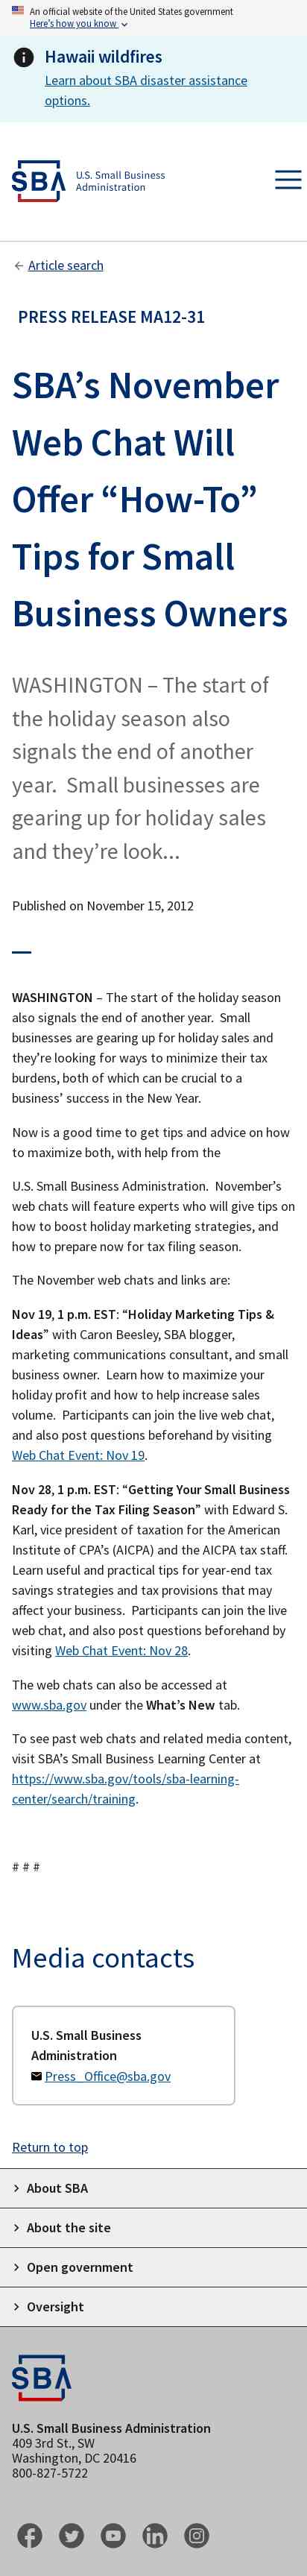 An official website of the United States government
Here’s how you know
Hawaii wildfires
Learn about SBA disaster assistance
options.
SBA
U.S. Small Business
Administration
Article search
PRESS RELEASE MA12-31
SBA’s November
Web Chat Will
Offer “How-To”
Tips for Small
Business Owners
WASHINGTON – The start of
the holiday season also
signals the end of another
year.  Small businesses are
gearing up for holiday sales
and they’re look...
Published on November 15, 2012
WASHINGTON – The start of the holiday season
also signals the end of another year.  Small
businesses are gearing up for holiday sales and
they’re looking for ways to minimize their tax
burdens, both of which can be crucial to a
business’ success in the New Year.
Now is a good time to get tips and advice on how
to maximize both, with help from the
U.S. Small Business Administration.  November’s
web chats will feature experts who will give tips on
how to boost holiday marketing strategies, and
how to prepare now for tax filing season.
The November web chats and links are:
Nov 19, 1 p.m. EST: “Holiday Marketing Tips &
Ideas” with Caron Beesley, SBA blogger,
marketing communications consultant, and small
business owner.  Learn how to maximize your
holiday profit and how to help increase sales
volume.  Participants can join the live web chat,
and also post questions beforehand by visiting
Web Chat Event: Nov 19.
Nov 28, 1 p.m. EST: “Getting Your Small Business
Ready for the Tax Filing Season” with Edward S.
Karl, vice president of taxation for the American
Institute of CPA’s (AICPA) and the AICPA tax staff.
Learn useful and practical tips for year-end tax
savings strategies and tax provisions that may
affect your business.  Participants can join the live
web chat, and also post questions beforehand by
visiting Web Chat Event: Nov 28.
The web chats can also be accessed at
www.sba.gov under the What’s New tab.
To see past web chats and related media content,
visit SBA’s Small Business Learning Center at
https://www.sba.gov/tools/sba-learning-
center/search/training.
# # #
Media contacts
U.S. Small Business
Administration
Press_Office@sba.gov
Return to top
About SBA
About the site
Open government
Oversight
SBA
U.S. Small Business Administration
409 3rd St., SW
Washington, DC 20416
800-827-5722